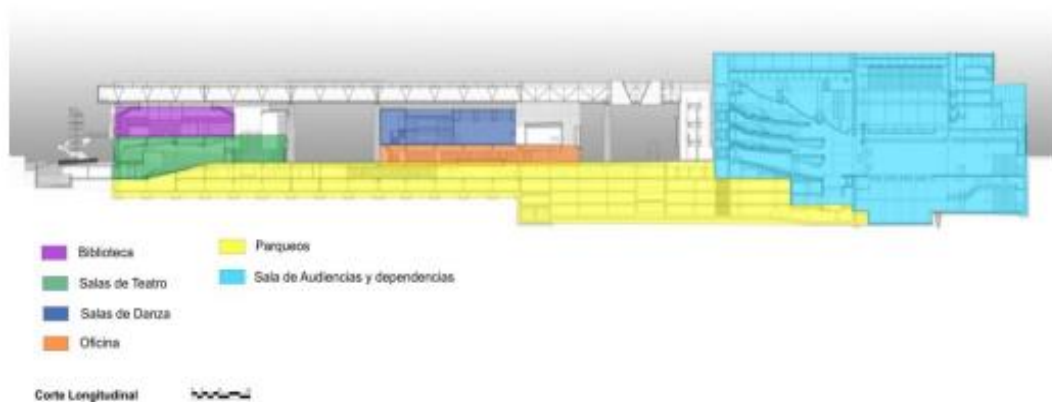 Biblioteca
Salas de Teatro
Salas de Danza
Oficina
Parqueos
Sala de Audiencias y dependencias
Corte Longitudinal